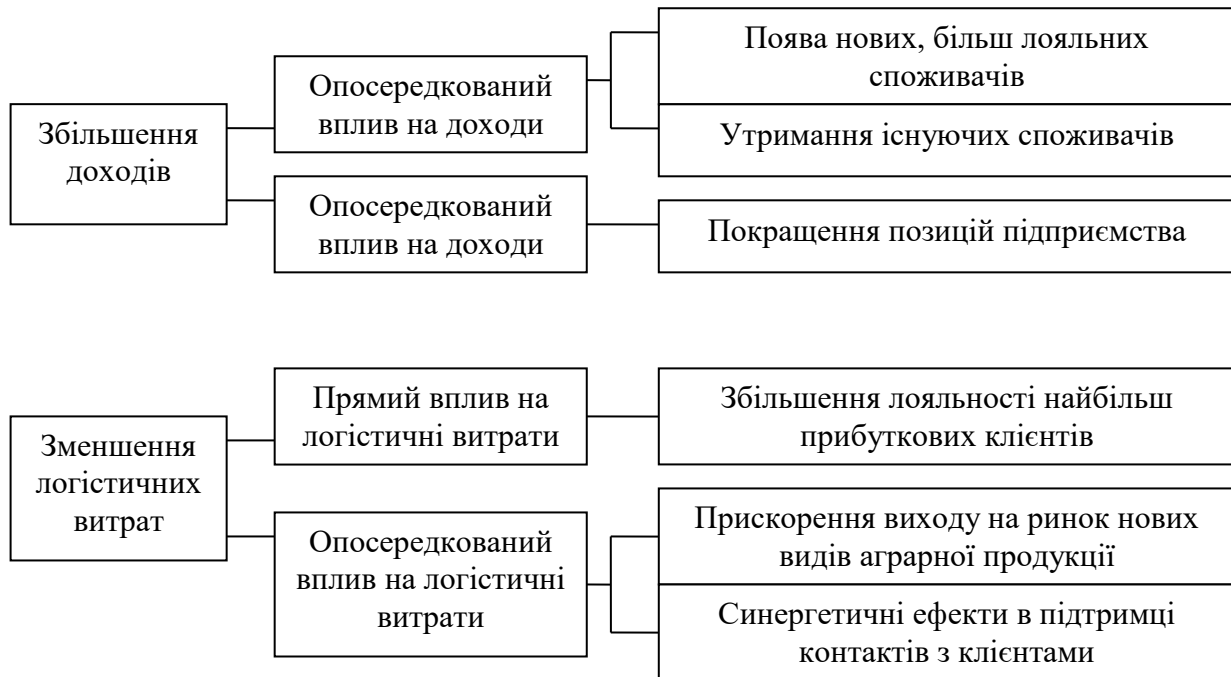 Збільшення
доходів
Опосередкований
вплив на доходи
Поява нових, більш лояльних
споживачів
Утримання існуючих споживачів
Опосередкований
вплив на доходи
Покращення позицій підприємства
Зменшення
логістичних
витрат
Прямий вплив на
логістичні витрати
Збільшення лояльності найбільш
прибуткових клієнтів
Опосередкований
вплив на логістичні
витрати
Прискорення виходу на ринок нових
видів аграрної продукції
Синергетичні ефекти в підтримці
контактів з клієнтами